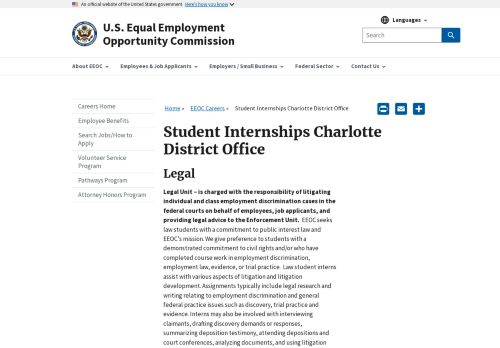 An official website of the United States government Here's how you know
U.S. Equal Employment
Opportunity Commission
Languages
Search
About EEOC
Employees & Job Applicants
Employers / Small Business
Federal Sector
Contact Us
Careers Home
Employee Benefits
Search Jobs/How to
Apply
Volunteer Service
Program
Pathways Program
Attorney Honors Program
Home » EEOC Careers » Student Internships Charlotte District Office
Student Internships Charlotte
District Office
Legal
Legal Unit – is charged with the responsibility of litigating
individual and class employment discrimination cases in the
federal courts on behalf of employees, job applicants, and
providing legal advice to the Enforcement Unit. EEOC seeks
law students with a commitment to public interest law and
EEOC's mission. We give preference to students with a
demonstrated commitment to civil rights and/or who have
completed course work in employment discrimination,
employment law, evidence, or trial practice. Law student interns
assist with various aspects of litigation and litigation
development. Assignments typically include legal research and
writing relating to employment discrimination and general
federal practice issues such as discovery, trial practice and
evidence. Interns may also be involved with interviewing
claimants, drafting discovery demands or responses,
summarizing deposition testimony, attending depositions and
court conferences, analyzing documents, and using litigation